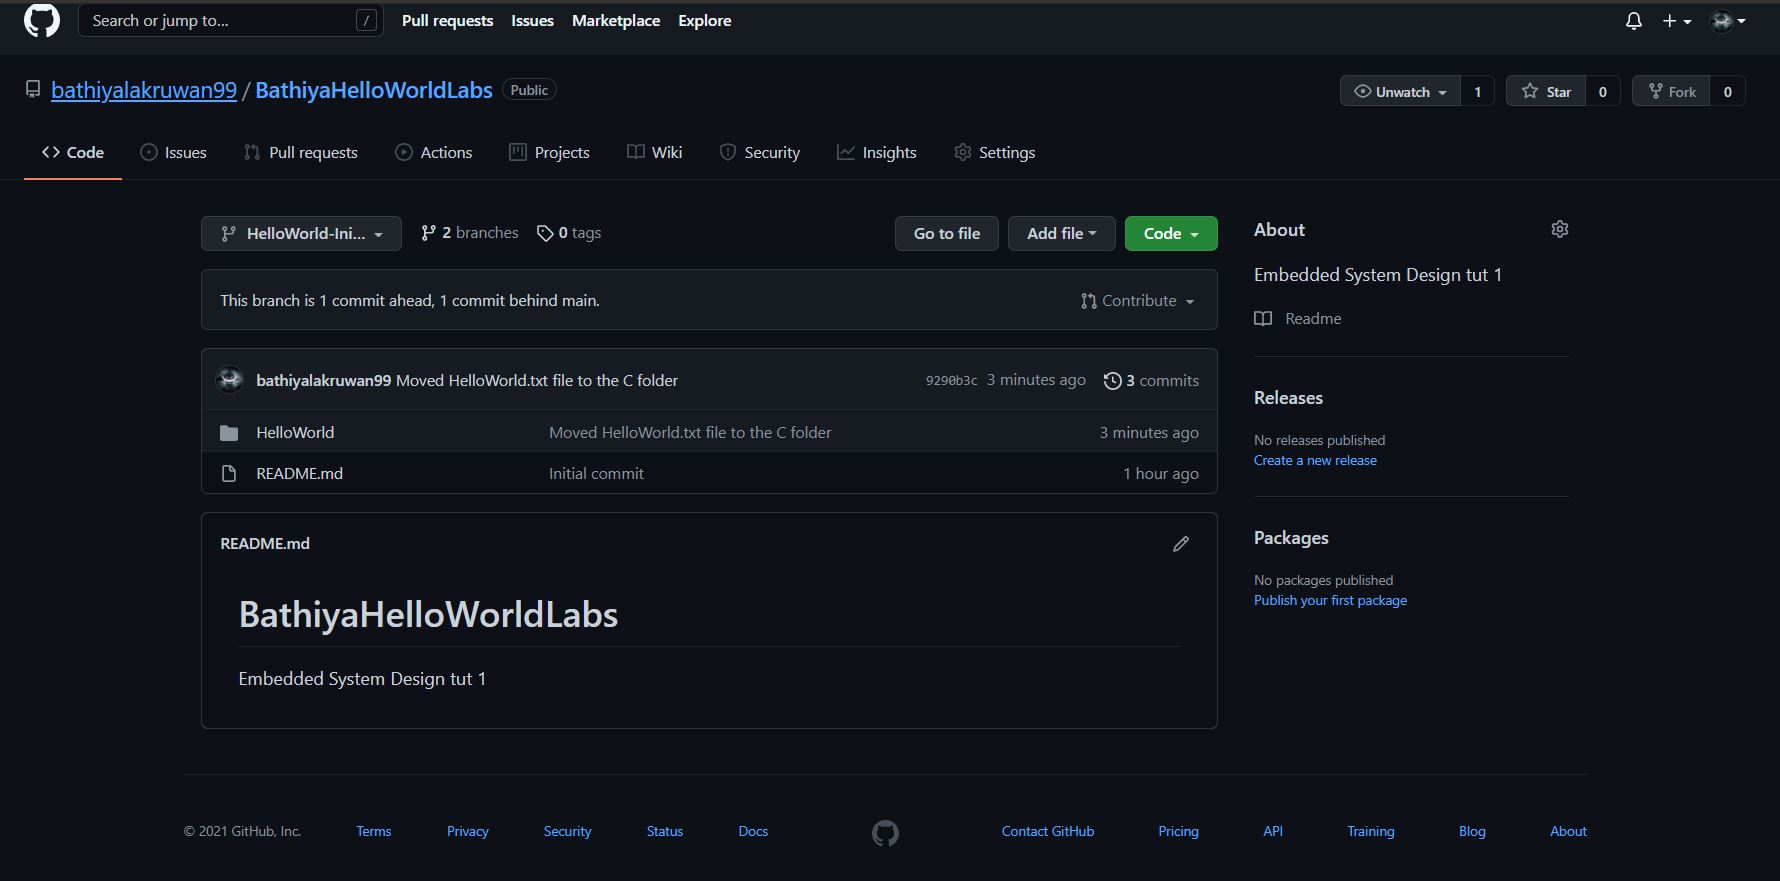 Search or jump to... /
Pull requests Issues Marketplace Explore
bathiyalakruwan99 / BathiyaHelloWorldLabs Public
Unwatch 1 Star 0 Fork 0
Code Issues Pull requests Actions Projects Wiki Security Insights Settings
HelloWorld-Ini... 2 branches 0 tags
Go to file Add file Code
This branch is 1 commit ahead, 1 commit behind main.
Contribute
bathiyalakruwan99 Moved HelloWorld.txt file to the C folder 9290b3c 3 minutes ago 3 commits
HelloWorld Moved HelloWorld.txt file to the C folder 3 minutes ago
README.md Initial commit 1 hour ago
README.md
BathiyaHelloWorldLabs
Embedded System Design tut 1
About
Embedded System Design tut 1
Readme
Releases
No releases published
Create a new release
Packages
No packages published
Publish your first package
© 2021 GitHub, Inc. Terms Privacy Security Status Docs Contact GitHub Pricing API Training Blog About